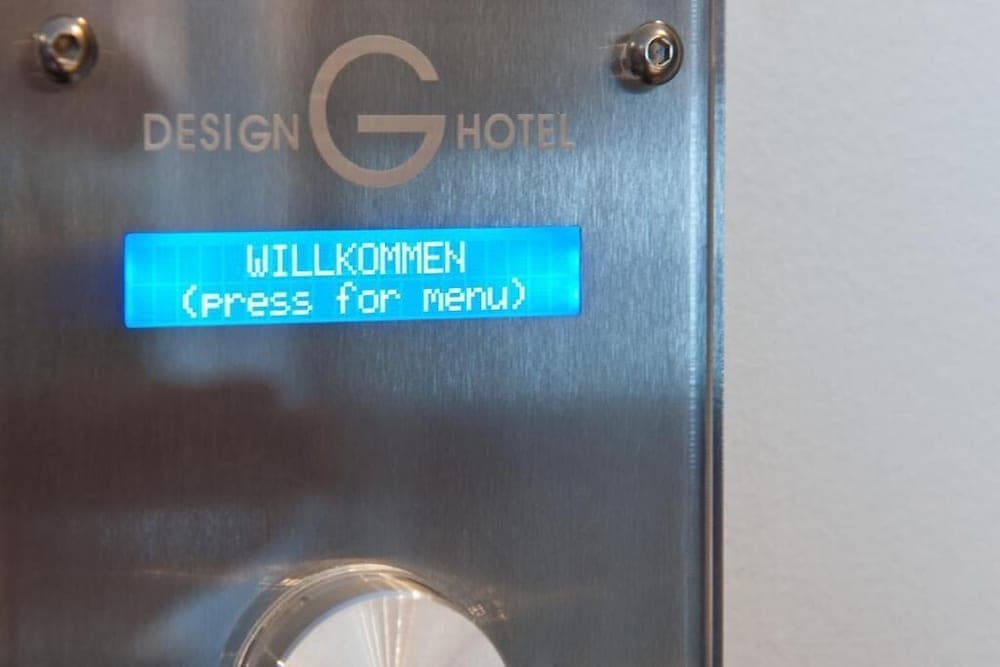 DESIGN G HOTEL
WILLKOMMEN
(press for menu)